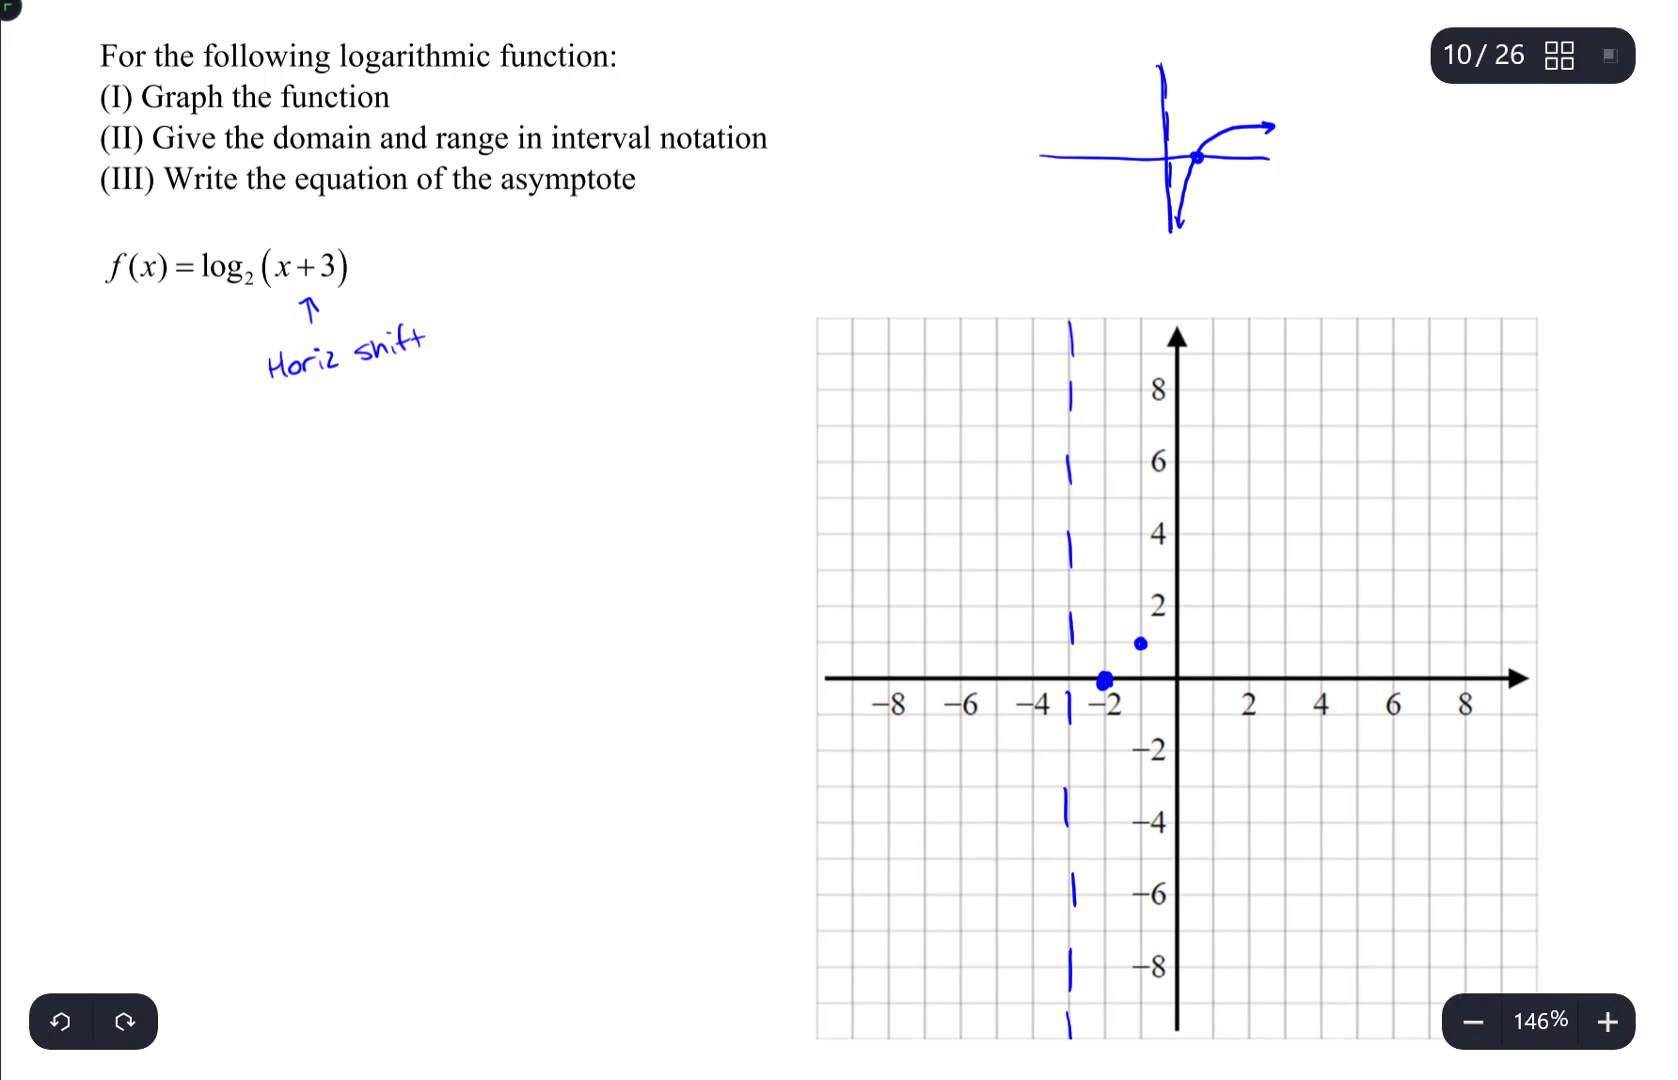 For the following logarithmic function:
(I) Graph the function
(II) Give the domain and range in interval notation
(III) Write the equation of the asymptote
f(x) = log₂(x+3)
↑
Horiz shift
10 / 26
8
6
4
2
−8 −6 −4 −2 2 4 6 8
−2
−4
−6
−8
− 146% +